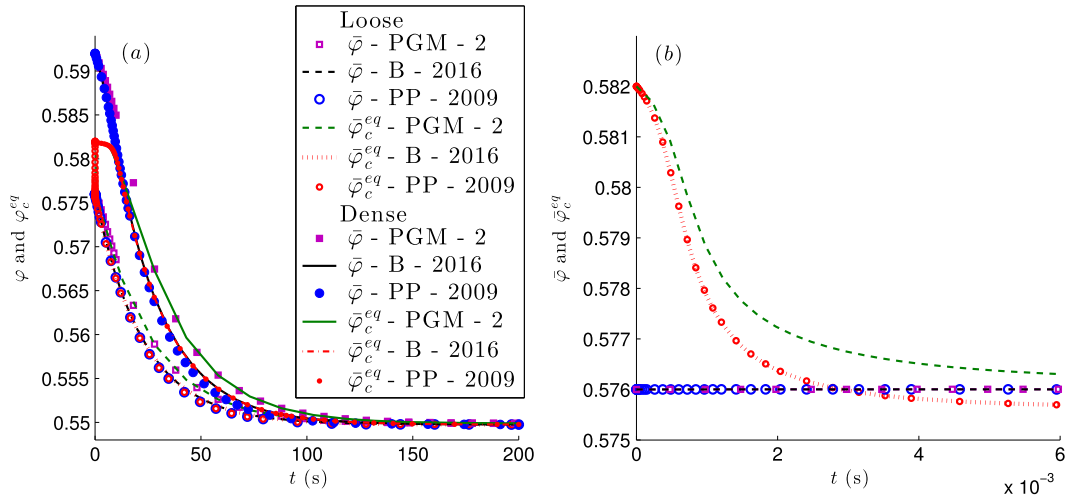 (a)
φ and φ_c^{eq}
0.59
0.585
0.58
0.575
0.57
0.565
0.56
0.555
0.55
0
50
100
150
200
t (s)
Loose
φ̄ - PGM - 2
φ̄ - B - 2016
φ̄ - PP - 2009
φ̄_c^{eq} - PGM - 2
φ̄_c^{eq} - B - 2016
φ̄_c^{eq} - PP - 2009
Dense
φ̄ - PGM - 2
φ̄ - B - 2016
φ̄ - PP - 2009
φ̄_c^{eq} - PGM - 2
φ̄_c^{eq} - B - 2016
φ̄_c^{eq} - PP - 2009
(b)
φ̄ and φ̄_c^{eq}
0.582
0.581
0.58
0.579
0.578
0.577
0.576
0.575
0
2
4
6
t (s)
x 10⁻³